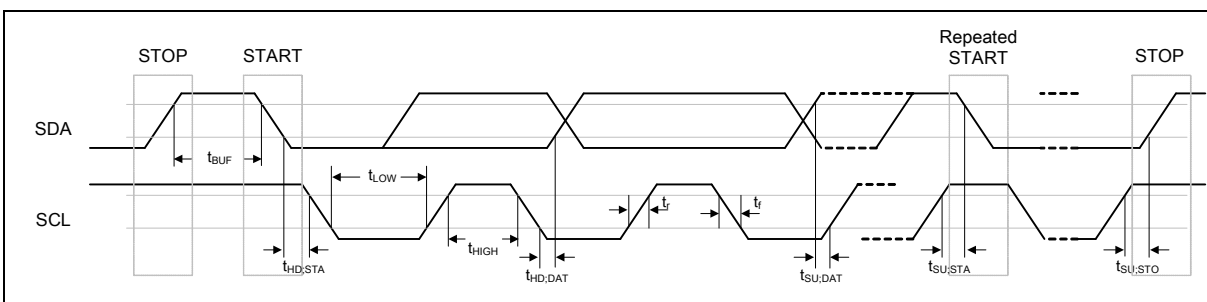 STOP
START
Repeated
START
STOP
SDA
tBUF
tLOW
tr
tf
SCL
tHD;STA
tHIGH
tHD;DAT
tSU;DAT
tSU;STA
tSU;STO